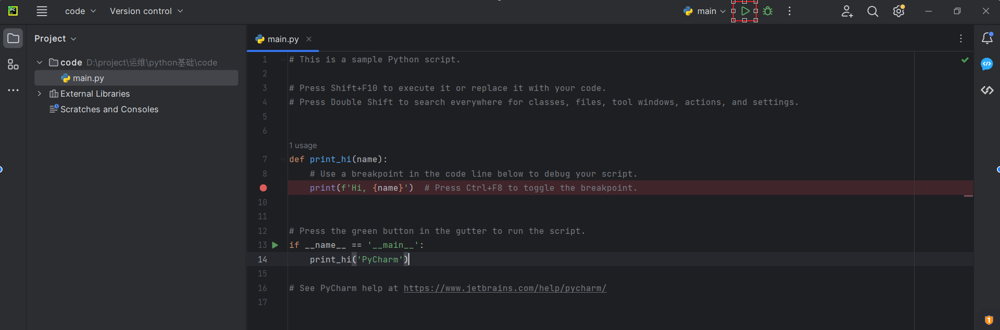 PC
code
Version control
main
Project
main.py
code D:\project\运维\python基础\code
main.py
External Libraries
Scratches and Consoles
1 # This is a sample Python script.
2
3 # Press Shift+F10 to execute it or replace it with your code.
4 # Press Double Shift to search everywhere for classes, files, tool windows, actions, and settings.
5
6
1 usage
7 def print_hi(name):
8 # Use a breakpoint in the code line below to debug your script.
print(f'Hi, {name}') # Press Ctrl+F8 to toggle the breakpoint.
10
11
12 # Press the green button in the gutter to run the script.
13 if __name__ == '__main__':
14 print_hi('PyCharm')
15
16 # See PyCharm help at https://www.jetbrains.com/help/pycharm/
17
1